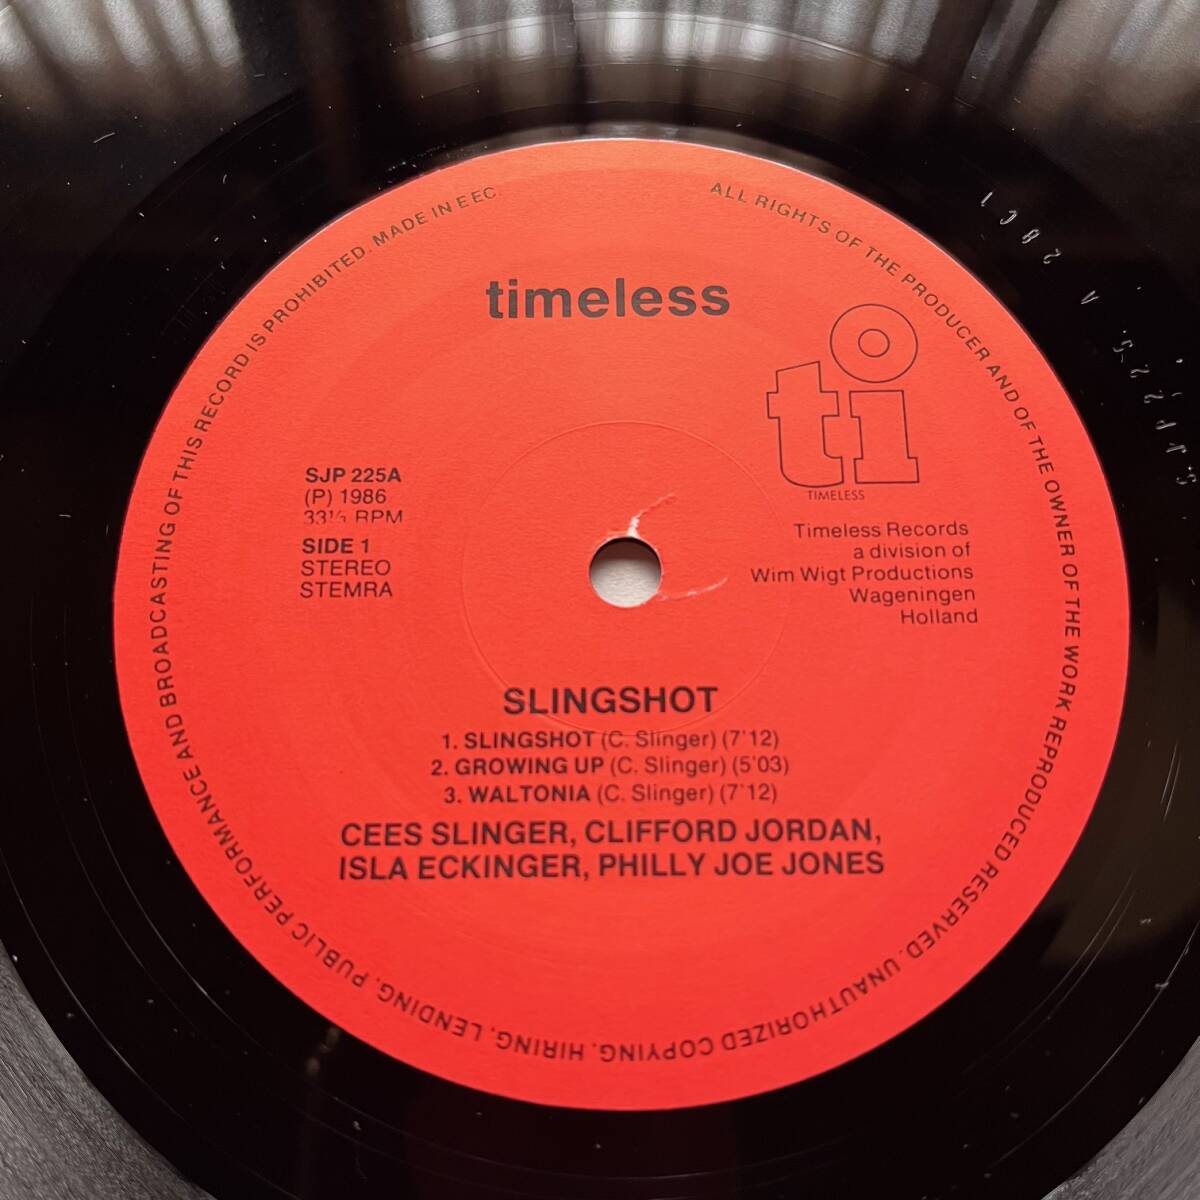 ALL RIGHTS OF THE PRODUCER AND OF THE OWNER OF THE WORK REPRODUCED RESERVED. UNAUTHORIZED COPYING, HIRING, LENDING, PUBLIC PERFORMANCE AND BROADCASTING OF THIS RECORD IS PROHIBITED. MADE IN EEC.
timeless
ti
TIMELESS
SJP 225A
(P) 1986
33⅓ RPM
SIDE 1
STEREO
STEMRA
Timeless Records
a division of
Wim Wigt Productions
Wageningen
Holland
SLINGSHOT
1. SLINGSHOT (C. Slinger) (7'12)
2. GROWING UP (C. Slinger) (5'03)
3. WALTONIA (C. Slinger) (7'12)
CEES SLINGER, CLIFFORD JORDAN,
ISLA ECKINGER, PHILLY JOE JONES